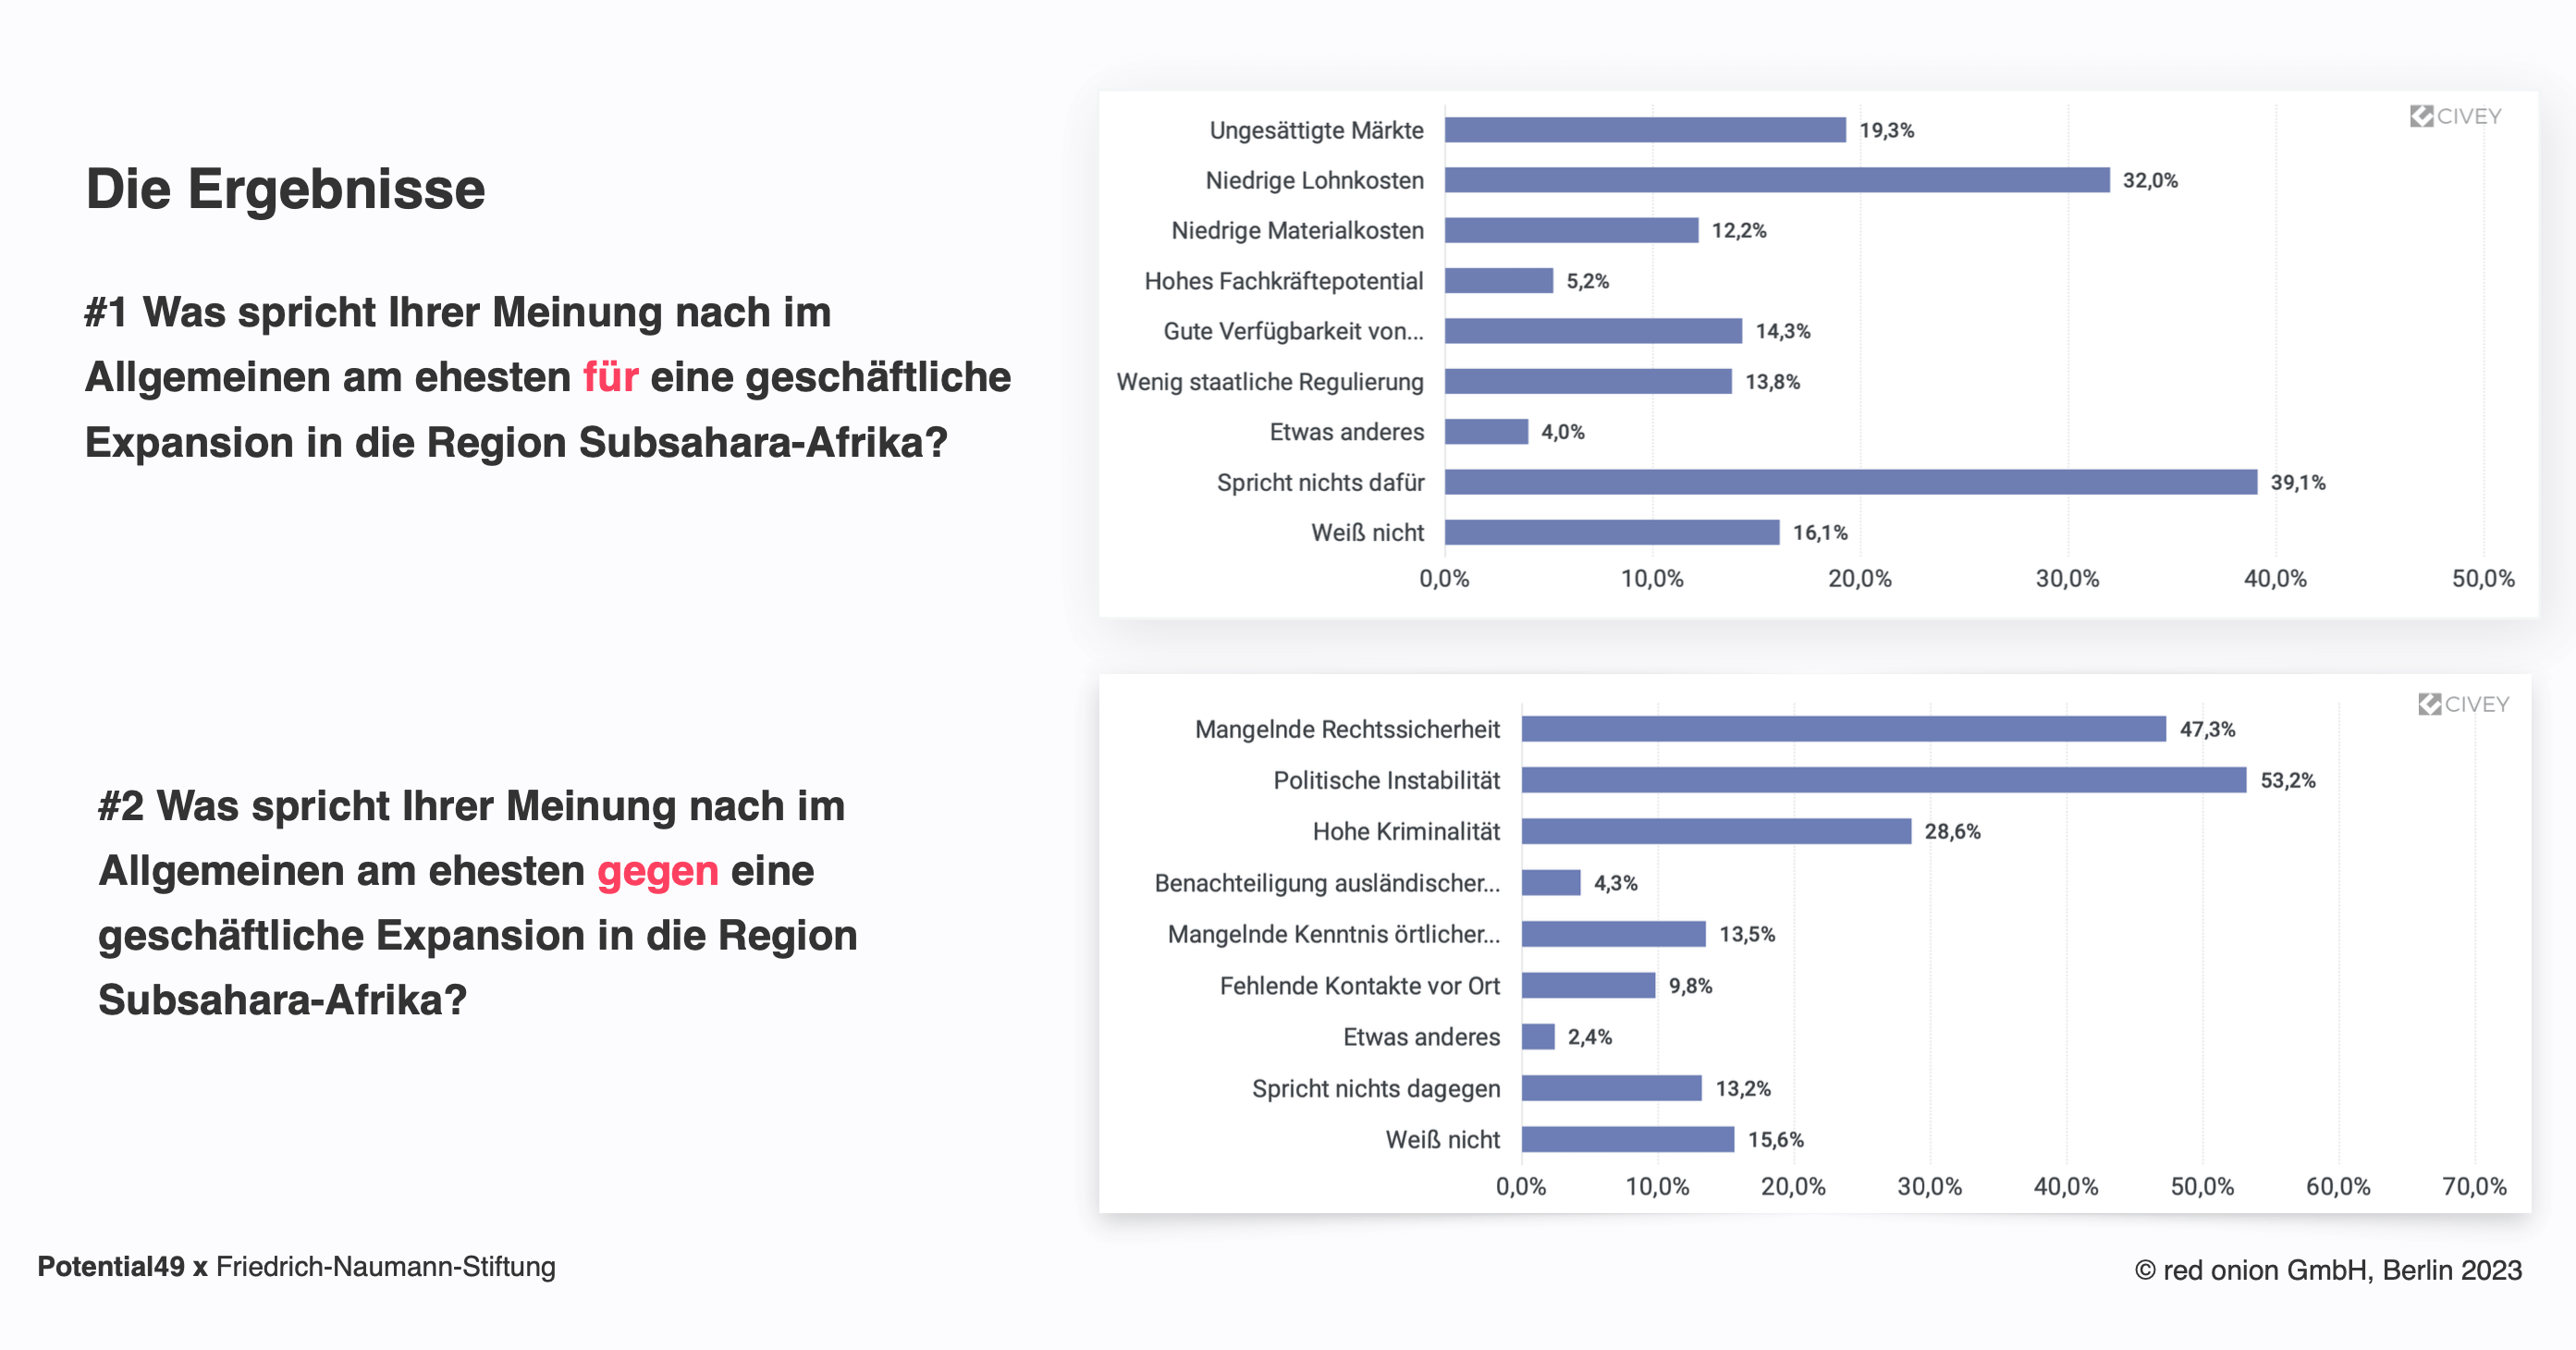 Die Ergebnisse
#1 Was spricht Ihrer Meinung nach im
Allgemeinen am ehesten für eine geschäftliche
Expansion in die Region Subsahara-Afrika?
CIVEY
Ungesättigte Märkte 19,3%
Niedrige Lohnkosten 32,0%
Niedrige Materialkosten 12,2%
Hohes Fachkräftepotential 5,2%
Gute Verfügbarkeit von... 14,3%
Wenig staatliche Regulierung 13,8%
Etwas anderes 4,0%
Spricht nichts dafür 39,1%
Weiß nicht 16,1%
0,0% 10,0% 20,0% 30,0% 40,0% 50,0%
#2 Was spricht Ihrer Meinung nach im
Allgemeinen am ehesten gegen eine
geschäftliche Expansion in die Region
Subsahara-Afrika?
CIVEY
Mangelnde Rechtssicherheit 47,3%
Politische Instabilität 53,2%
Hohe Kriminalität 28,6%
Benachteiligung ausländischer... 4,3%
Mangelnde Kenntnis örtlicher... 13,5%
Fehlende Kontakte vor Ort 9,8%
Etwas anderes 2,4%
Spricht nichts dagegen 13,2%
Weiß nicht 15,6%
0,0% 10,0% 20,0% 30,0% 40,0% 50,0% 60,0% 70,0%
Potential49 x Friedrich-Naumann-Stiftung
© red onion GmbH, Berlin 2023